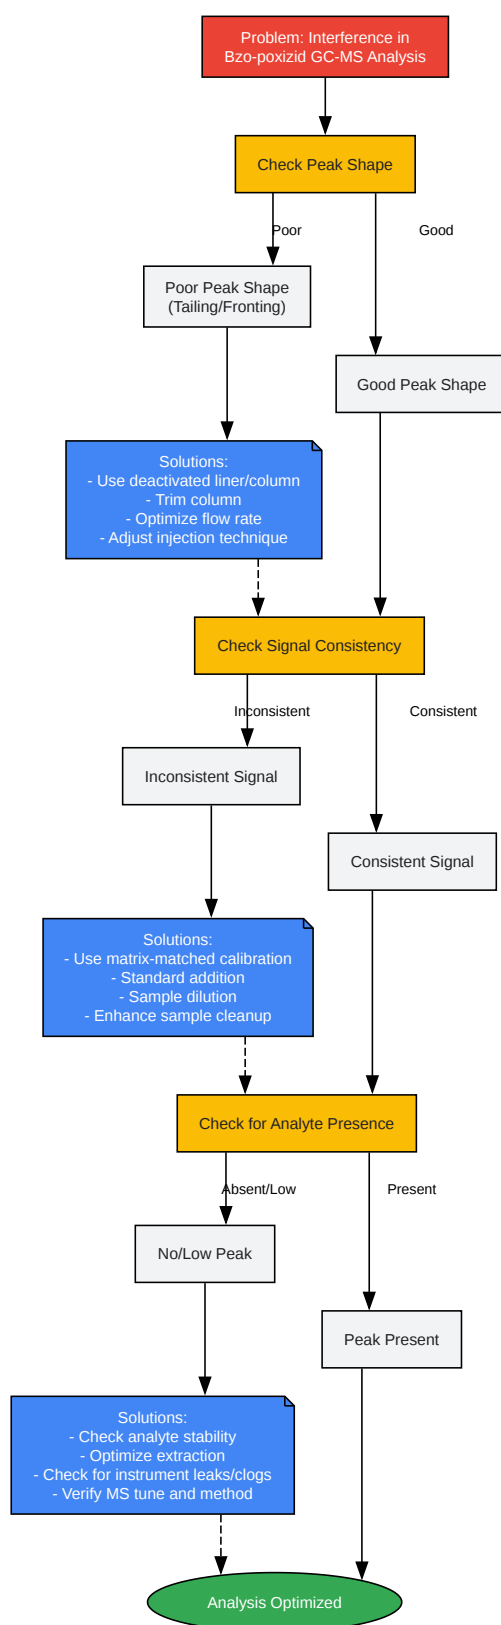 Problem: Interference in
Bzo-poxizid GC-MS Analysis
Check Peak Shape
Poor
Good
Poor Peak Shape
(Tailing/Fronting)
Good Peak Shape
Solutions:
- Use deactivated liner/column
- Trim column
- Optimize flow rate
- Adjust injection technique
Check Signal Consistency
Inconsistent
Consistent
Inconsistent Signal
Consistent Signal
Solutions:
- Use matrix-matched calibration
- Standard addition
- Sample dilution
- Enhance sample cleanup
Check for Analyte Presence
Absent/Low
Present
No/Low Peak
Peak Present
Solutions:
- Check analyte stability
- Optimize extraction
- Check for instrument leaks/clogs
- Verify MS tune and method
Analysis Optimized